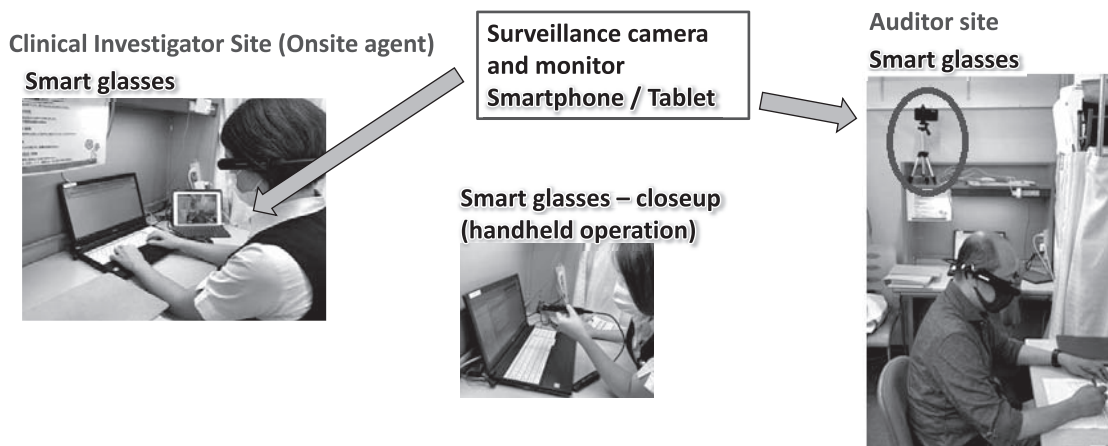 Clinical Investigator Site (Onsite agent)
Smart glasses
Surveillance camera
and monitor
Smartphone / Tablet
Smart glasses – closeup
(handheld operation)
Auditor site
Smart glasses